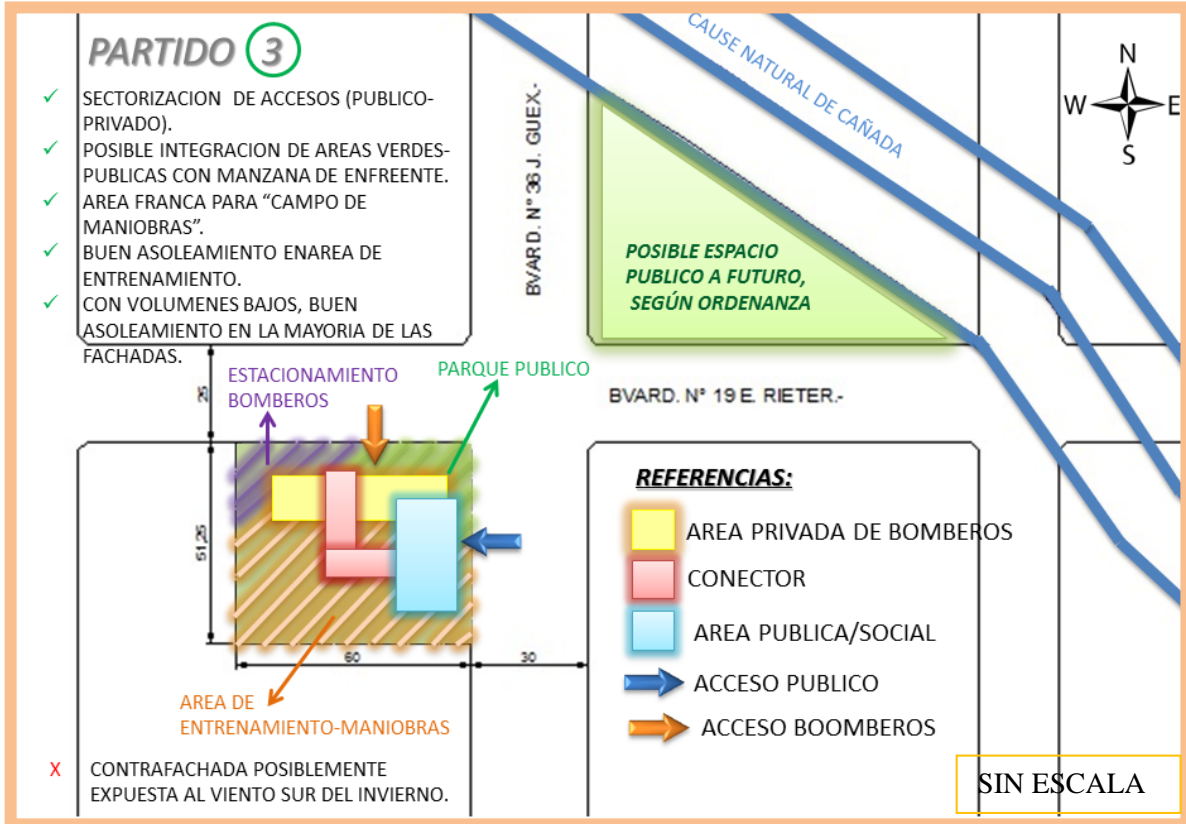 PARTIDO 3
✓ SECTORIZACION DE ACCESOS (PUBLICO-
PRIVADO).
✓ POSIBLE INTEGRACION DE AREAS VERDES-
PUBLICAS CON MANZANA DE ENFREENTE.
✓ AREA FRANCA PARA “CAMPO DE
MANIOBRAS”.
✓ BUEN ASOLEAMIENTO ENAREA DE
ENTRENAMIENTO.
✓ CON VOLUMENES BAJOS, BUEN
ASOLEAMIENTO EN LA MAYORIA DE LAS
FACHADAS.
BVARD. N° 36 J. GUEX.-
CAUSE NATURAL DE CAÑADA
N
W E
S
POSIBLE ESPACIO
PUBLICO A FUTURO,
SEGÚN ORDENANZA
25
ESTACIONAMIENTO
BOMBEROS
PARQUE PUBLICO
BVARD. N° 19 E. RIETER.-
51,25
60
30
AREA DE
ENTRENAMIENTO-MANIOBRAS
REFERENCIAS:
AREA PRIVADA DE BOMBEROS
CONECTOR
AREA PUBLICA/SOCIAL
ACCESO PUBLICO
ACCESO BOOMBEROS
X CONTRAFACHADA POSIBLEMENTE
EXPUESTA AL VIENTO SUR DEL INVIERNO.
SIN ESCALA